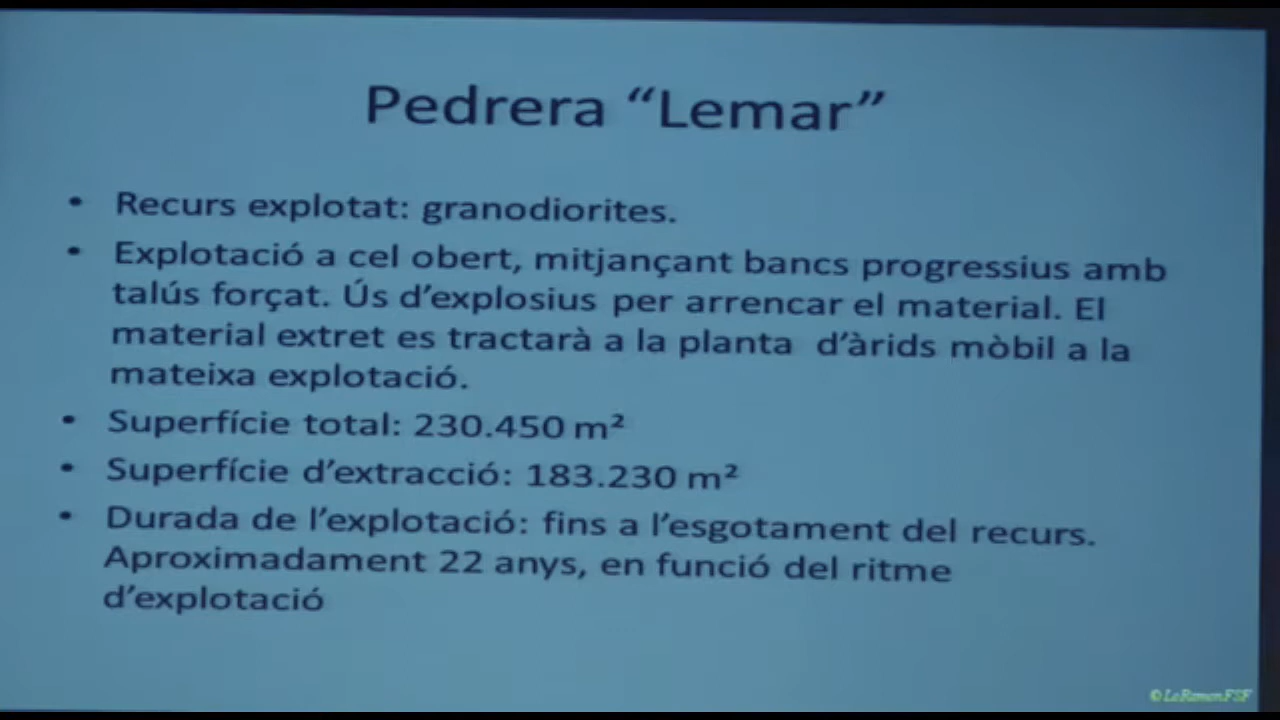 Pedrera “Lemar”
• Recurs explotat: granodiorites.
• Explotació a cel obert, mitjançant bancs progressius amb
talús forçat. Ús d’explosius per arrencar el material. El
material extret es tractarà a la planta d’àrids mòbil a la
mateixa explotació.
• Superfície total: 230.450 m²
• Superfície d’extracció: 183.230 m²
• Durada de l’explotació: fins a l’esgotament del recurs.
Aproximadament 22 anys, en funció del ritme
d’explotació
© LaRamonFSF